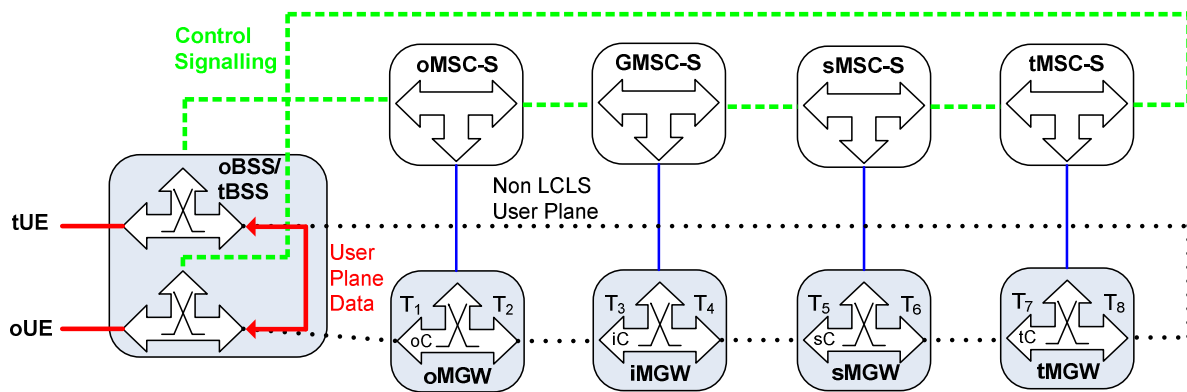 Control
Signalling
oMSC-S
GMSC-S
sMSC-S
tMSC-S
oBSS/
tBSS
Non LCLS
User Plane
tUE
User
Plane
Data
oUE
T1 T2
oC
oMGW
T3 T4
iC
iMGW
T5 T6
sC
sMGW
T7 T8
tC
tMGW